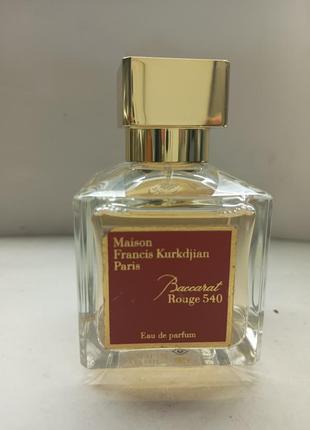 Maison
Francis Kurkdjian
Paris
Baccarat
Rouge 540
Eau de parfum